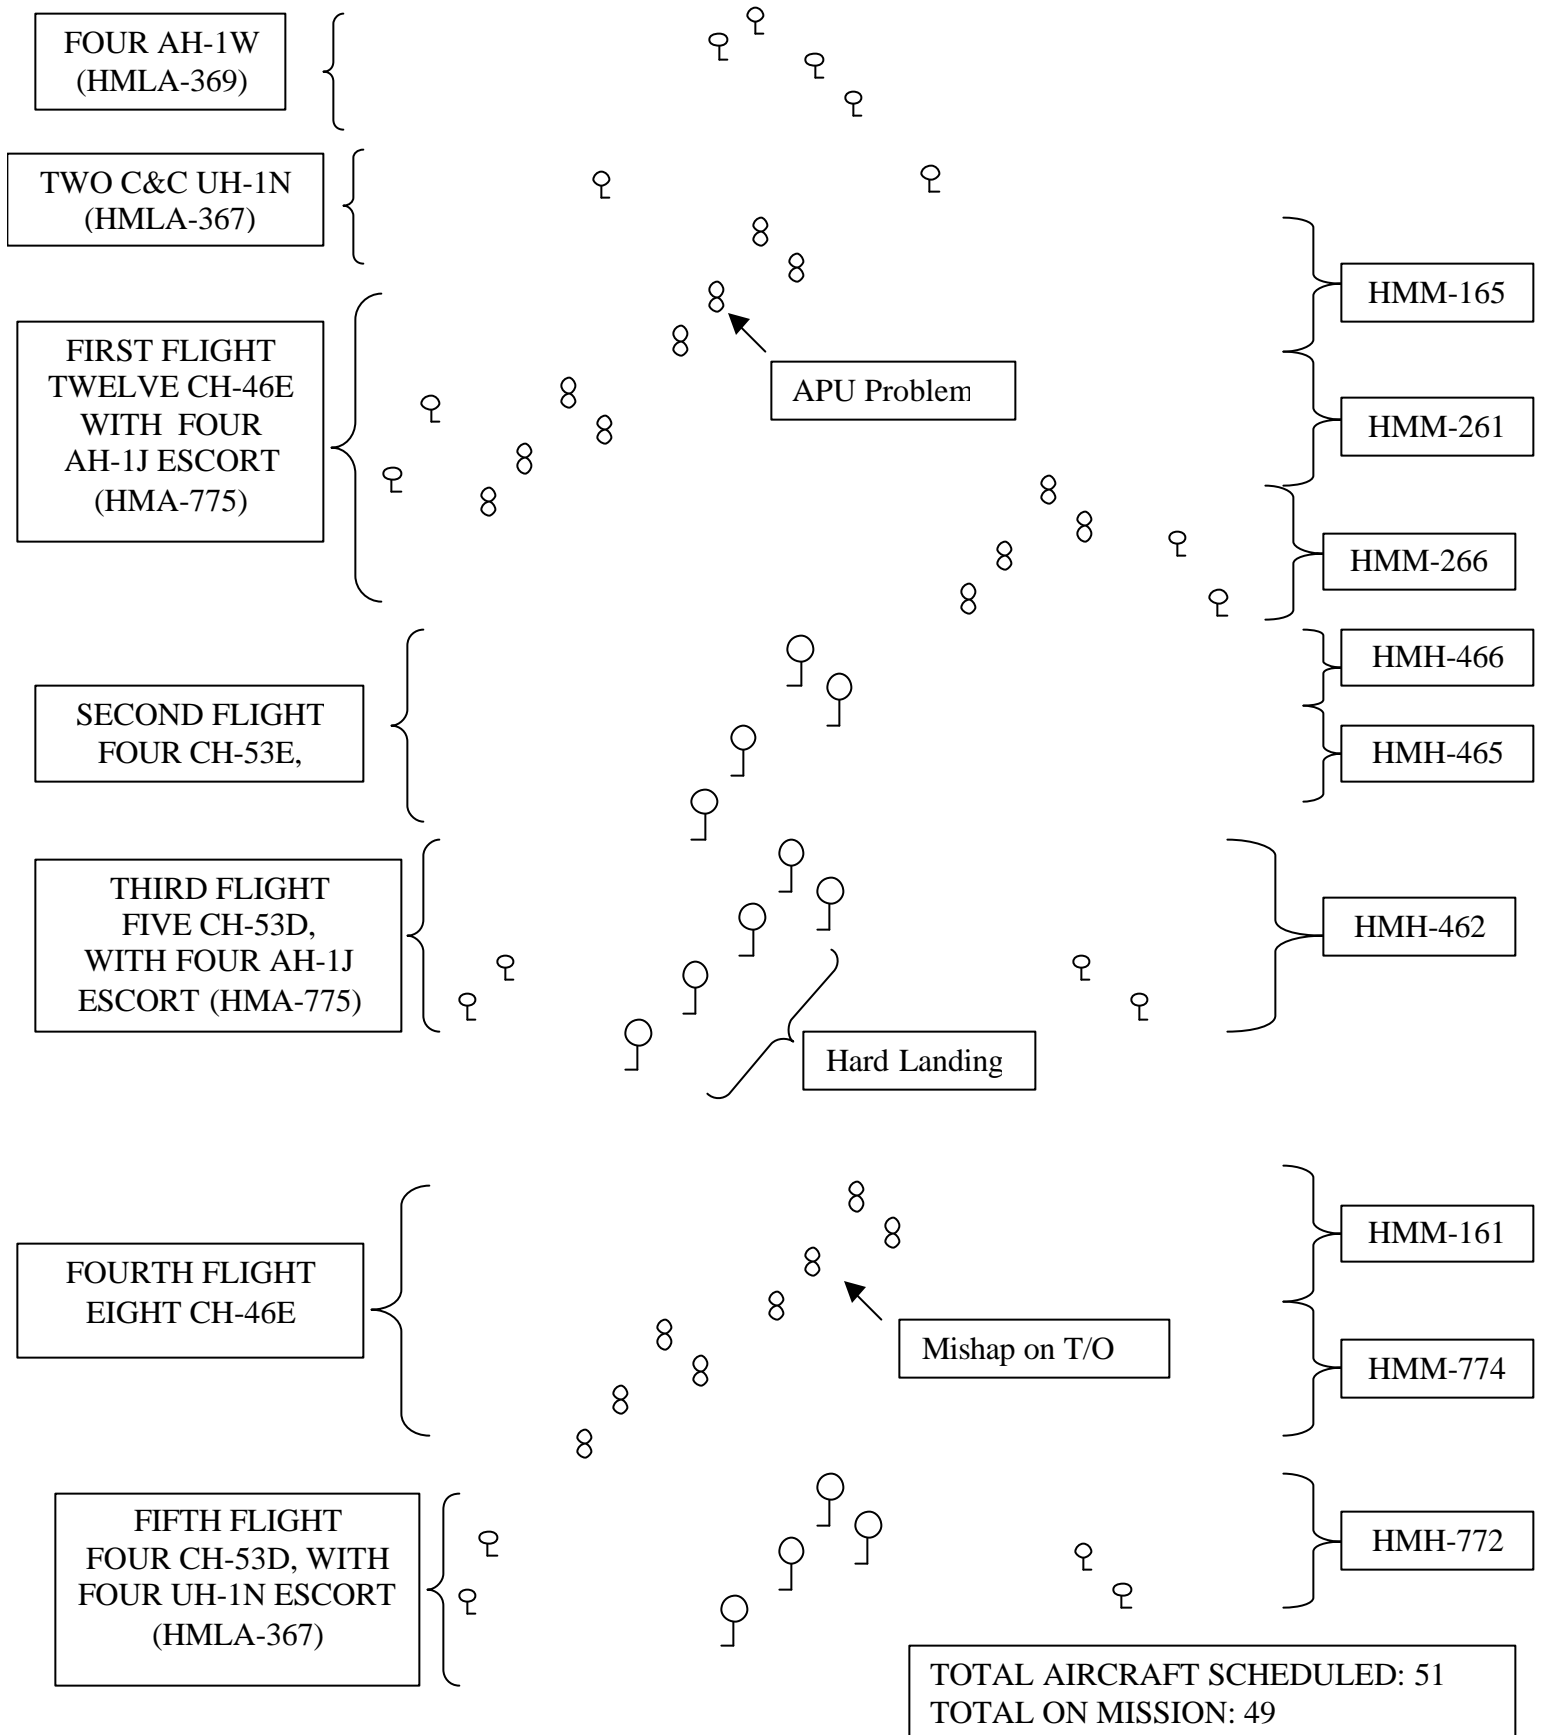 FOUR AH-1W
(HMLA-369)
TWO C&C UH-1N
(HMLA-367)
HMM-165
FIRST FLIGHT
TWELVE CH-46E
WITH FOUR
AH-1J ESCORT
(HMA-775)
APU Problem
HMM-261
HMM-266
HMH-466
SECOND FLIGHT
FOUR CH-53E,
HMH-465
THIRD FLIGHT
FIVE CH-53D,
WITH FOUR AH-1J
ESCORT (HMA-775)
HMH-462
Hard Landing
HMM-161
FOURTH FLIGHT
EIGHT CH-46E
Mishap on T/O
HMM-774
FIFTH FLIGHT
FOUR CH-53D, WITH
FOUR UH-1N ESCORT
(HMLA-367)
HMH-772
TOTAL AIRCRAFT SCHEDULED: 51
TOTAL ON MISSION: 49